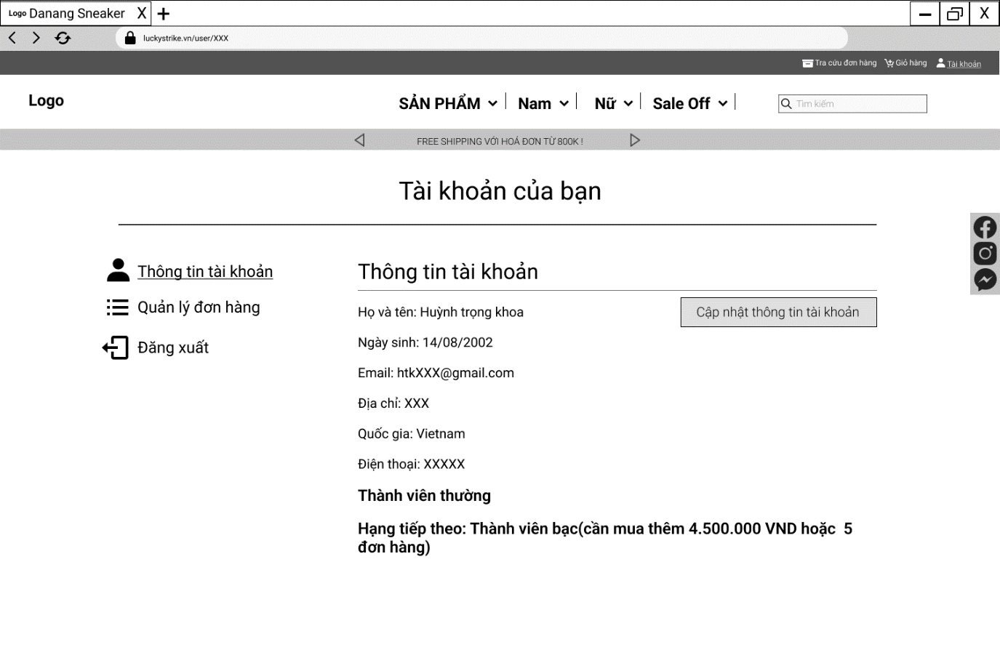 Logo Danang Sneaker X
X
luckystrike.vn/user/XXX
Tra cứu đơn hàng Giỏ hàng Tài khoản
Logo
SẢN PHẨM Nam Nữ Sale Off
Tìm kiếm
FREE SHIPPING VỚI HOÁ ĐƠN TỪ 800K !
Tài khoản của bạn
Thông tin tài khoản
Quản lý đơn hàng
Đăng xuất
Thông tin tài khoản
Họ và tên: Huỳnh trọng khoa
Cập nhật thông tin tài khoản
Ngày sinh: 14/08/2002
Email: htkXXX@gmail.com
Địa chỉ: XXX
Quốc gia: Vietnam
Điện thoại: XXXXX
Thành viên thường
Hạng tiếp theo: Thành viên bạc(cần mua thêm 4.500.000 VND hoặc 5
đơn hàng)